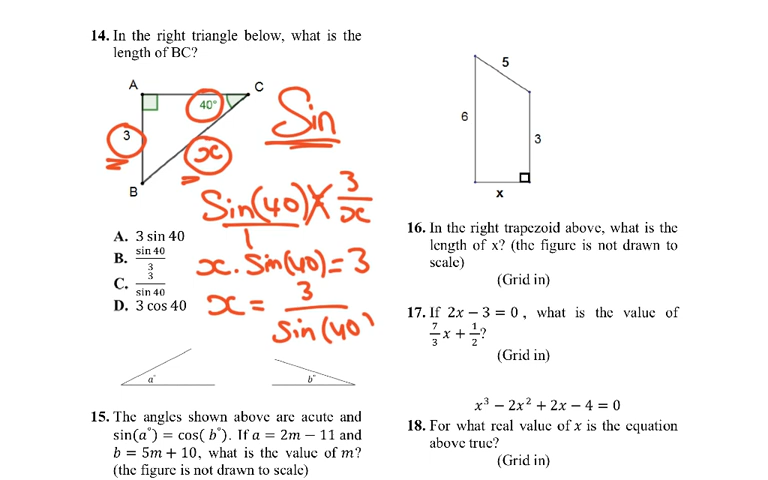 14. In the right triangle below, what is the
length of BC?
A
C
40°
3
x
B
Sin
Sin(40) 3/x
x. Sin(40) = 3
x = 3/Sin(40)
A. 3 sin 40
B. sin 40/3
C. 3/sin 40
D. 3 cos 40
a°
b°
15. The angles shown above are acute and
sin(a°) = cos( b°). If a = 2m − 11 and
b = 5m + 10, what is the value of m?
(the figure is not drawn to scale)
5
6
3
x
16. In the right trapezoid above, what is the
length of x? (the figure is not drawn to
scale)
(Grid in)
17. If 2x − 3 = 0 , what is the value of
7/3 x + 1/2?
(Grid in)
x³ − 2x² + 2x − 4 = 0
18. For what real value of x is the equation
above true?
(Grid in)